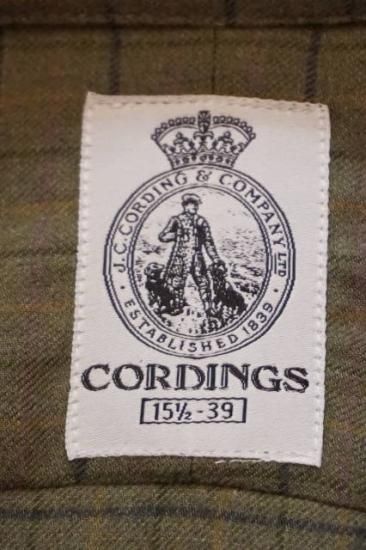 J.C. CORDING & COMPANY LTD
· ESTABLISHED 1839 ·
CORDINGS
15½-39